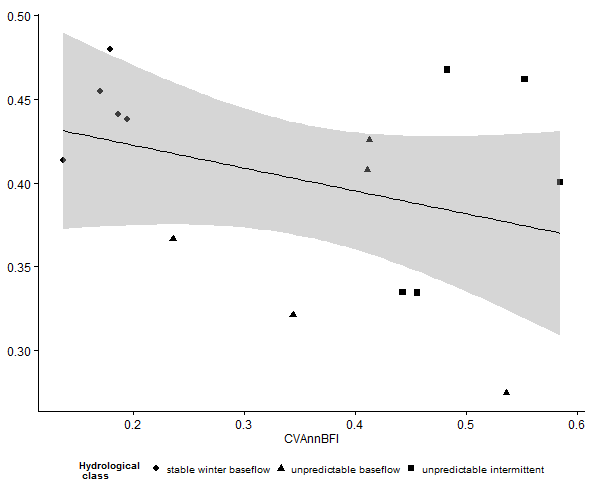 0.50
0.45
0.40
0.35
0.30
0.2 0.3 0.4 0.5 0.6
CVAnnBFI
Hydrological
class
stable winter baseflow unpredictable baseflow unpredictable intermittent